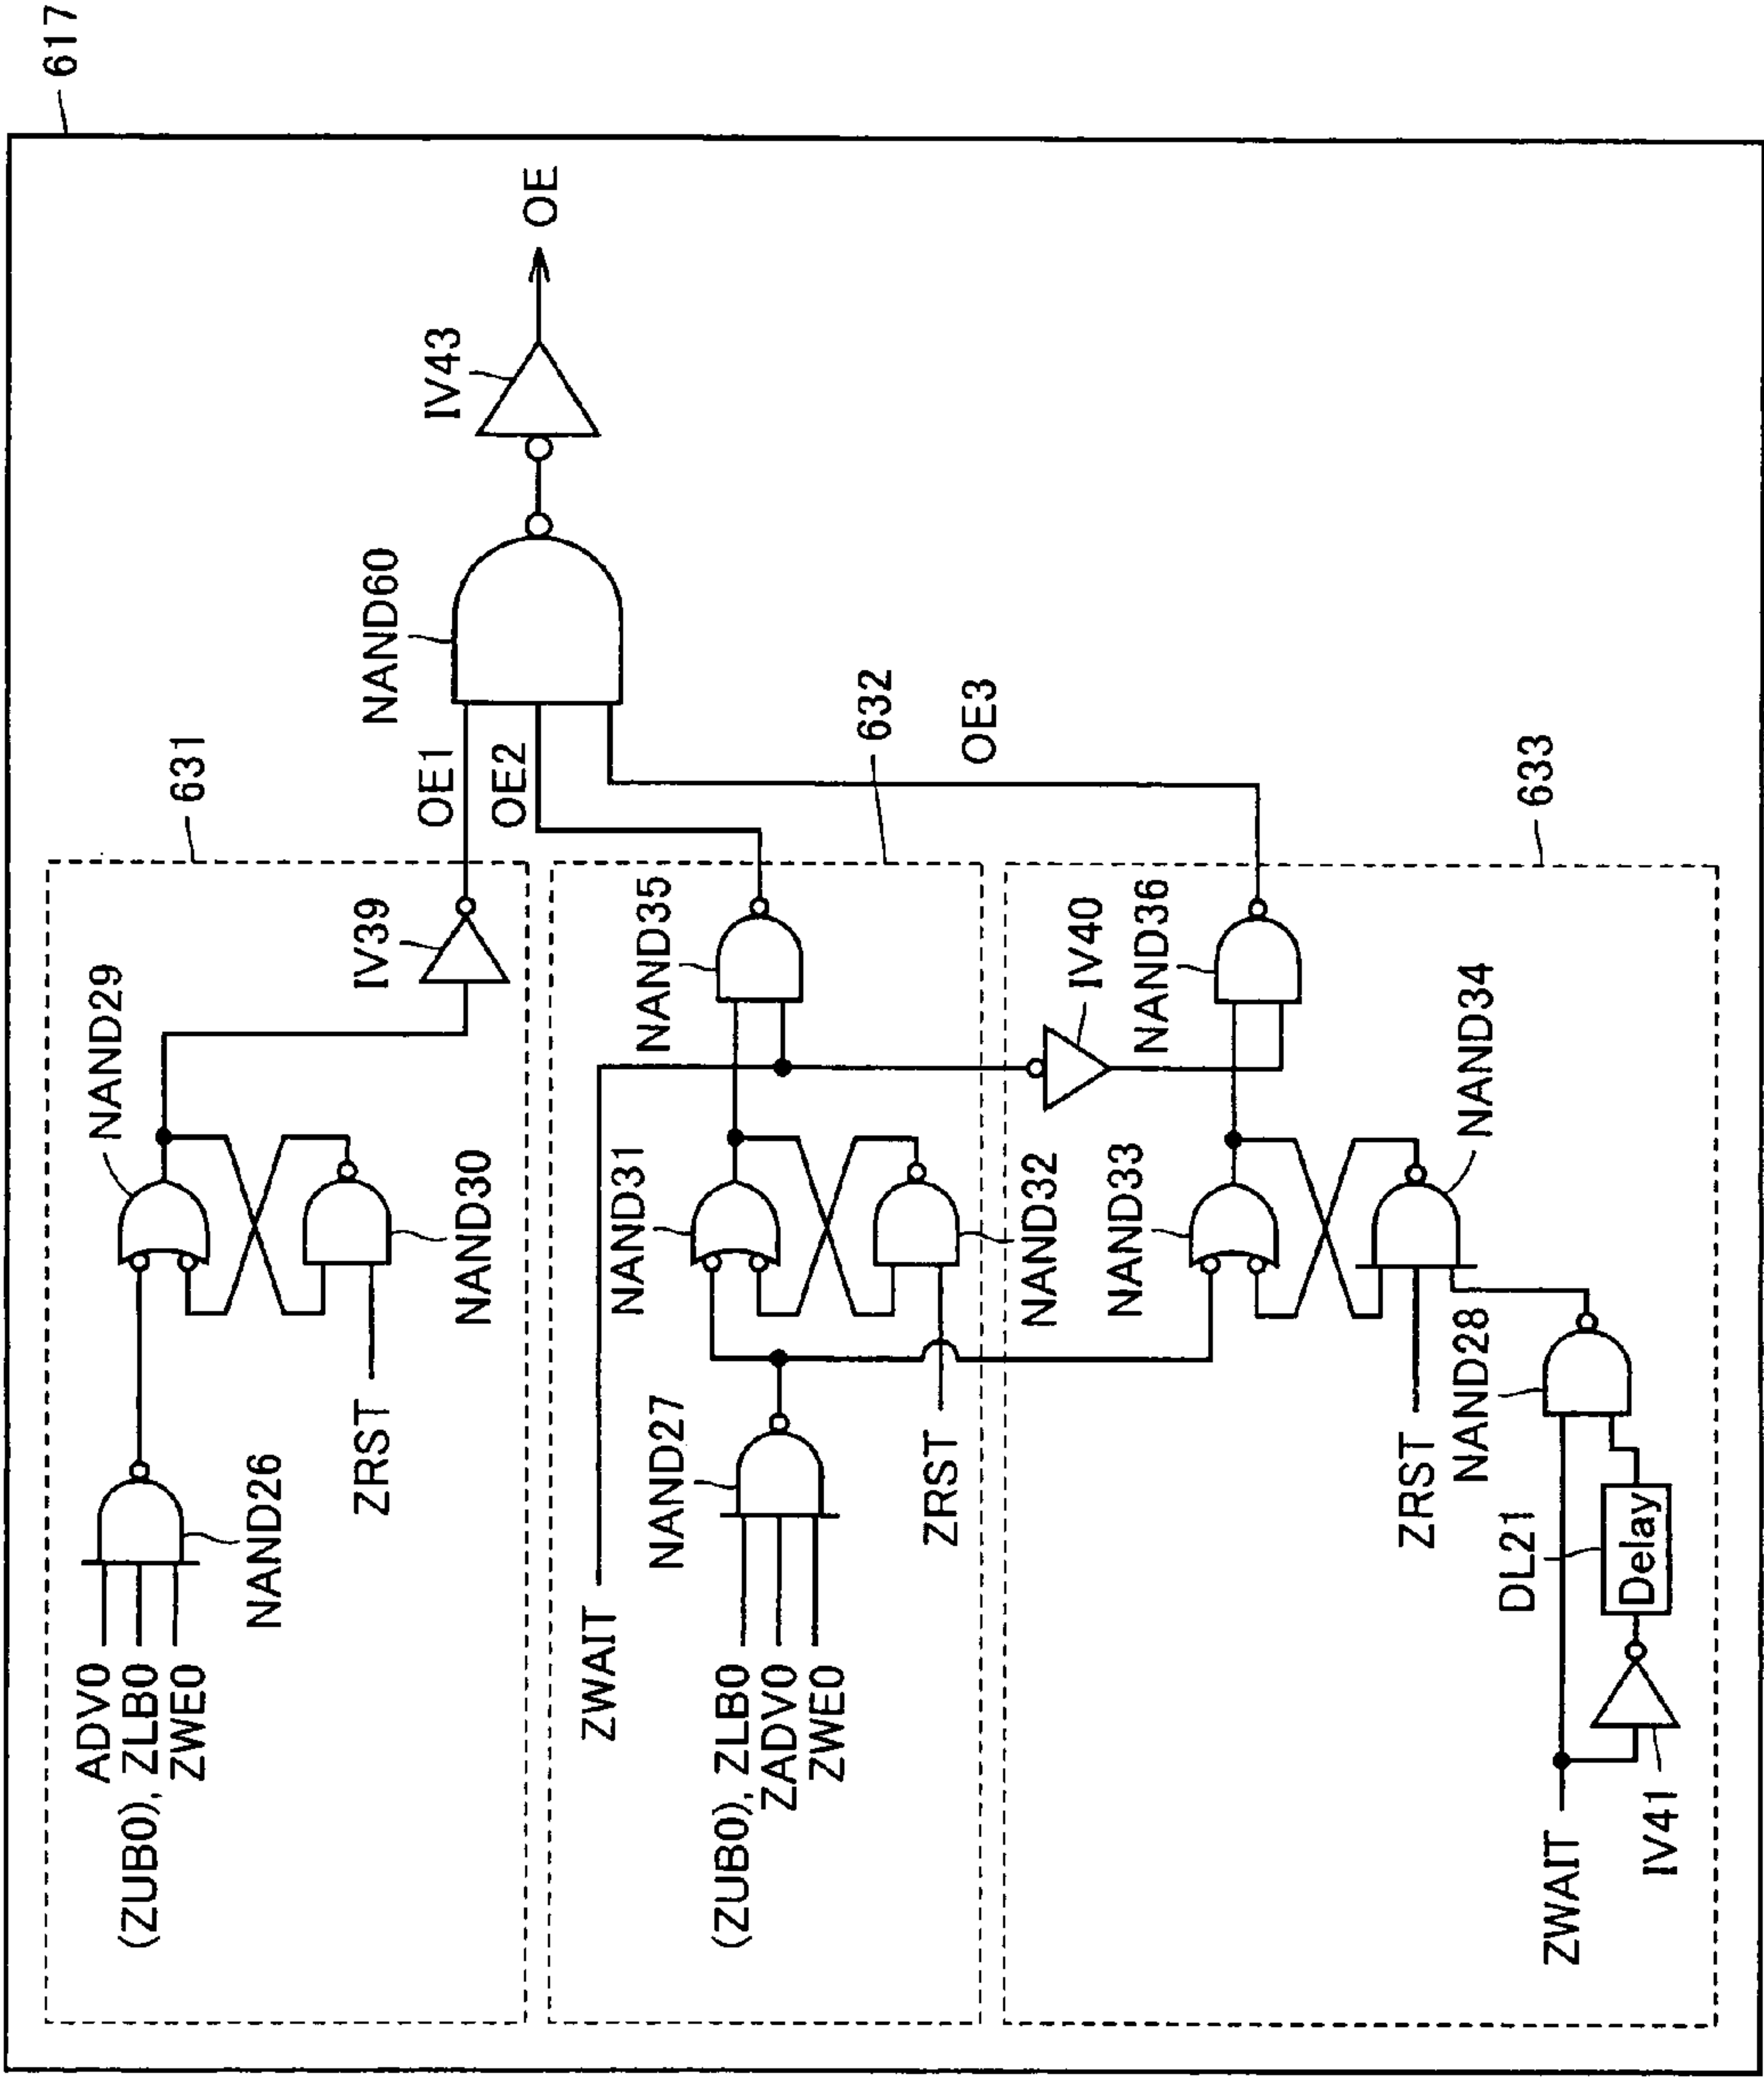 617
631
NAND29
IV39
OE1
ADV0
(ZUB0), ZLB0
ZWE0
NAND26
ZRST
NAND30
NAND60
IV43
OE
OE2
632
OE3
ZWAIT
NAND31
NAND35
(ZUB0), ZLB0
ZADV0
ZWE0
NAND27
ZRST
NAND32
633
IV40
NAND36
NAND33
NAND34
ZRST
NAND28
DL21
Delay
ZWAIT
IV41